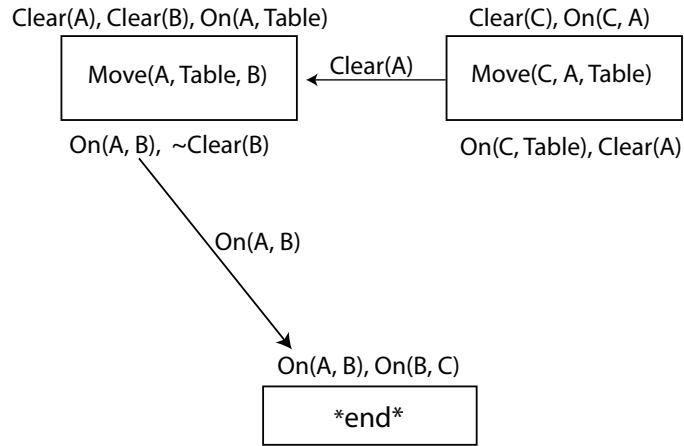 Clear(A), Clear(B), On(A, Table)
Clear(C), On(C, A)
Move(A, Table, B)
Clear(A)
Move(C, A, Table)
On(A, B), ~Clear(B)
On(C, Table), Clear(A)
On(A, B)
On(A, B), On(B, C)
*end*